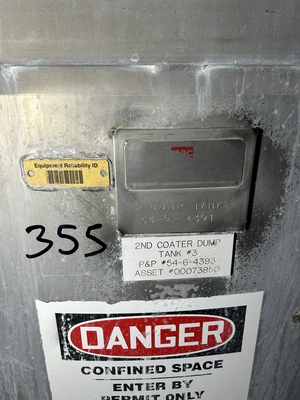 Equipment Reliability ID
355
2ND COATER DUMP
TANK #3
P&P #54-6-4393
ASSET #00073850
DANGER
CONFINED SPACE
ENTER BY
PERMIT ONLY